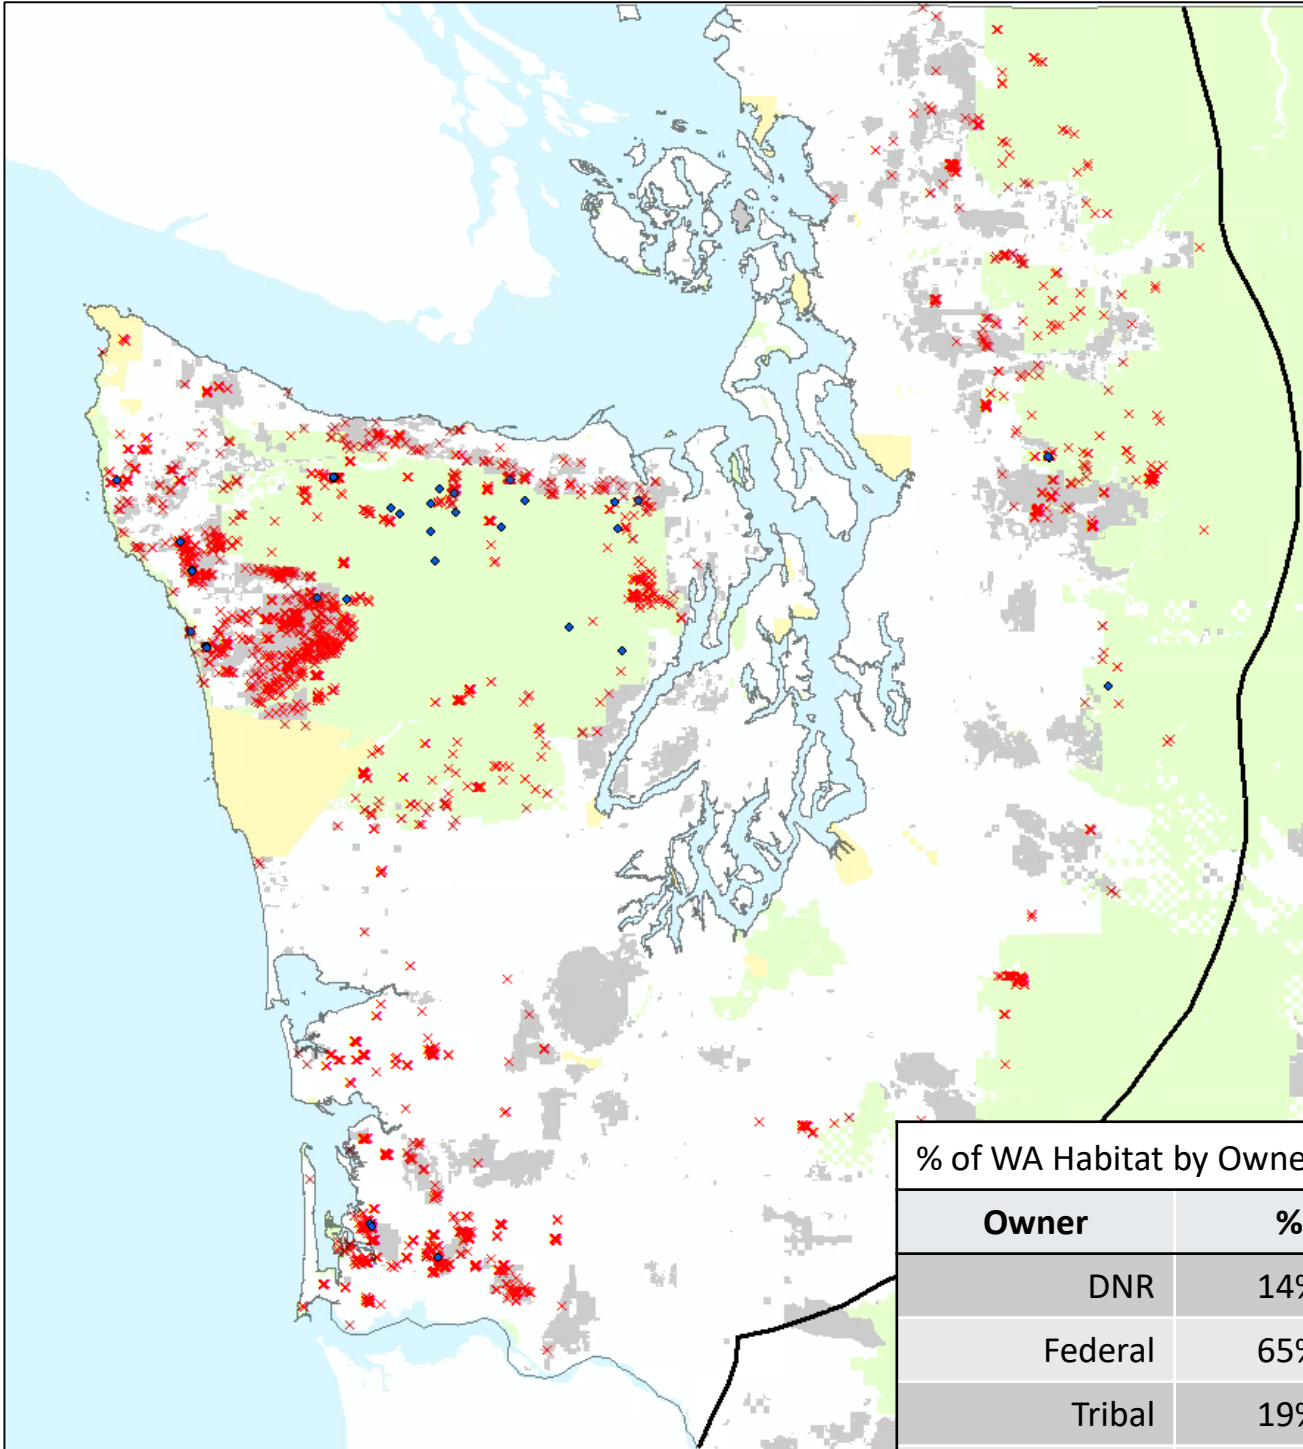 % of WA Habitat by Owne
Owner %
DNR 14%
Federal 65%
Tribal 19%